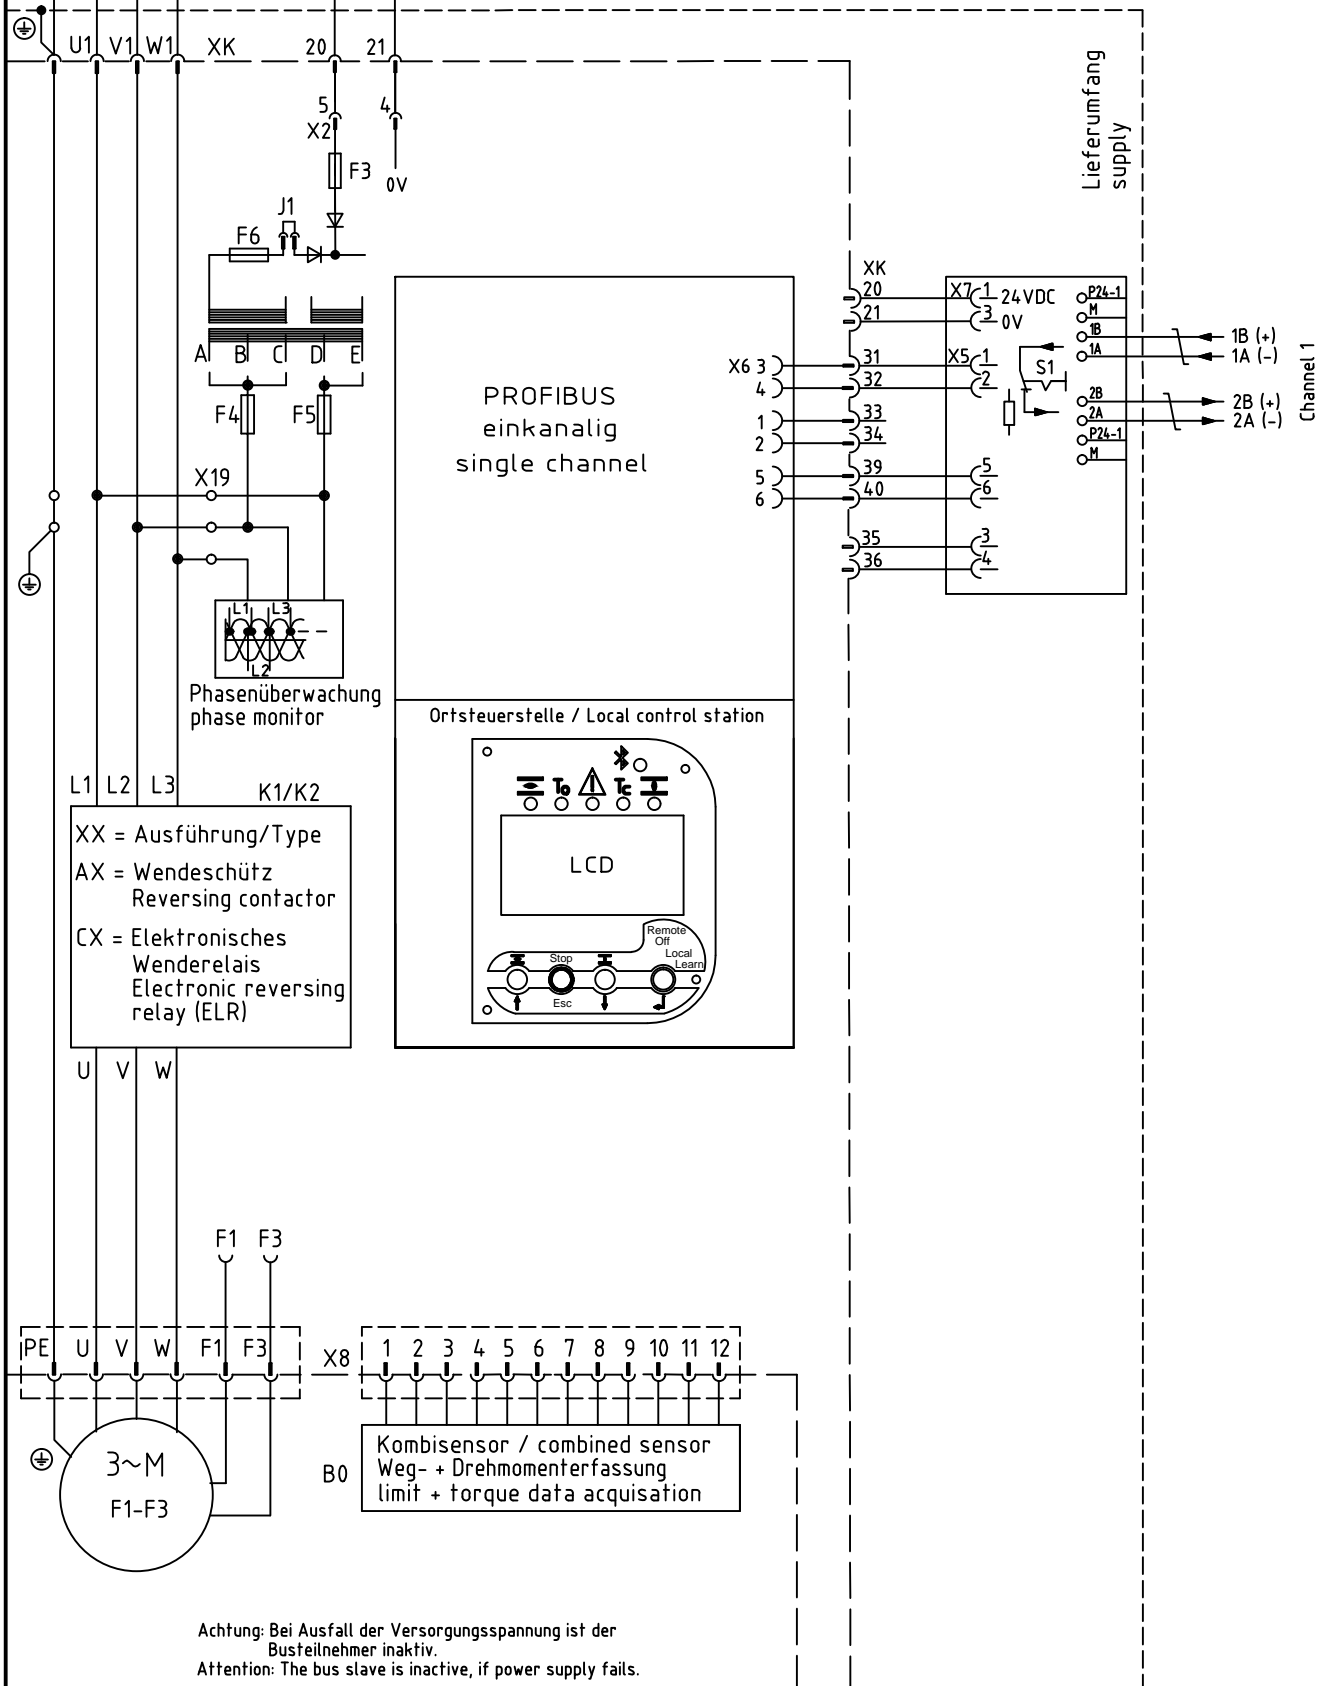 U1 V1 W1 XK 20 21
Lieferumfang
supply
5 4
X2
F3
0V
J1
F6
A B C D E
F4 F5
X19
L1 L3
L2
Phasenüberwachung
phase monitor
PROFIBUS
einkanalig
single channel
X6 3
4
1
2
5
6
XK
20
21
31
32
33
34
39
40
35
36
X7 1 24VDC
3 0V
X5 1
2
5
6
3
4
S1
P24-1
M
1B
1A
2B
2A
P24-1
M
1B (+)
1A (-)
2B (+)
2A (-)
Channel 1
Ortsteuerstelle / Local control station
To Tc
LCD
Remote
Off
Local
Learn
Stop
Esc
L1 L2 L3 K1/K2
XX = Ausführung/Type
AX = Wendeschütz
Reversing contactor
CX = Elektronisches
Wenderelais
Electronic reversing
relay (ELR)
U V W
F1 F3
PE U V W F1 F3
X8 1 2 3 4 5 6 7 8 9 10 11 12
3~M
F1-F3
B0
Kombisensor / combined sensor
Weg- + Drehmomenterfassung
limit + torque data acquisation
Achtung: Bei Ausfall der Versorgungsspannung ist der
Busteilnehmer inaktiv.
Attention: The bus slave is inactive, if power supply fails.